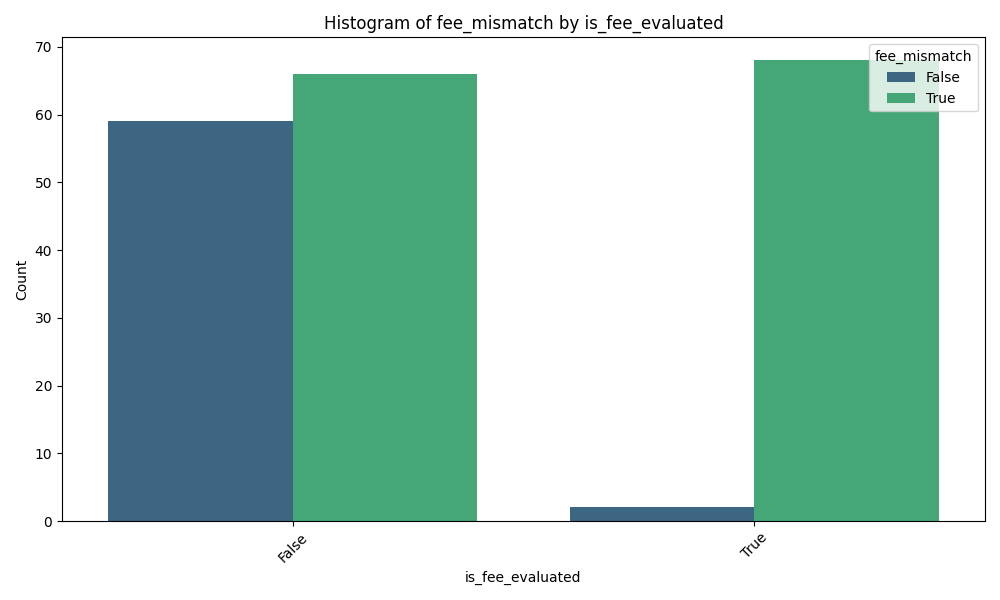 Histogram of fee_mismatch by is_fee_evaluated
fee_mismatch
False
True
Count
70
60
50
40
30
20
10
0
False
True
is_fee_evaluated